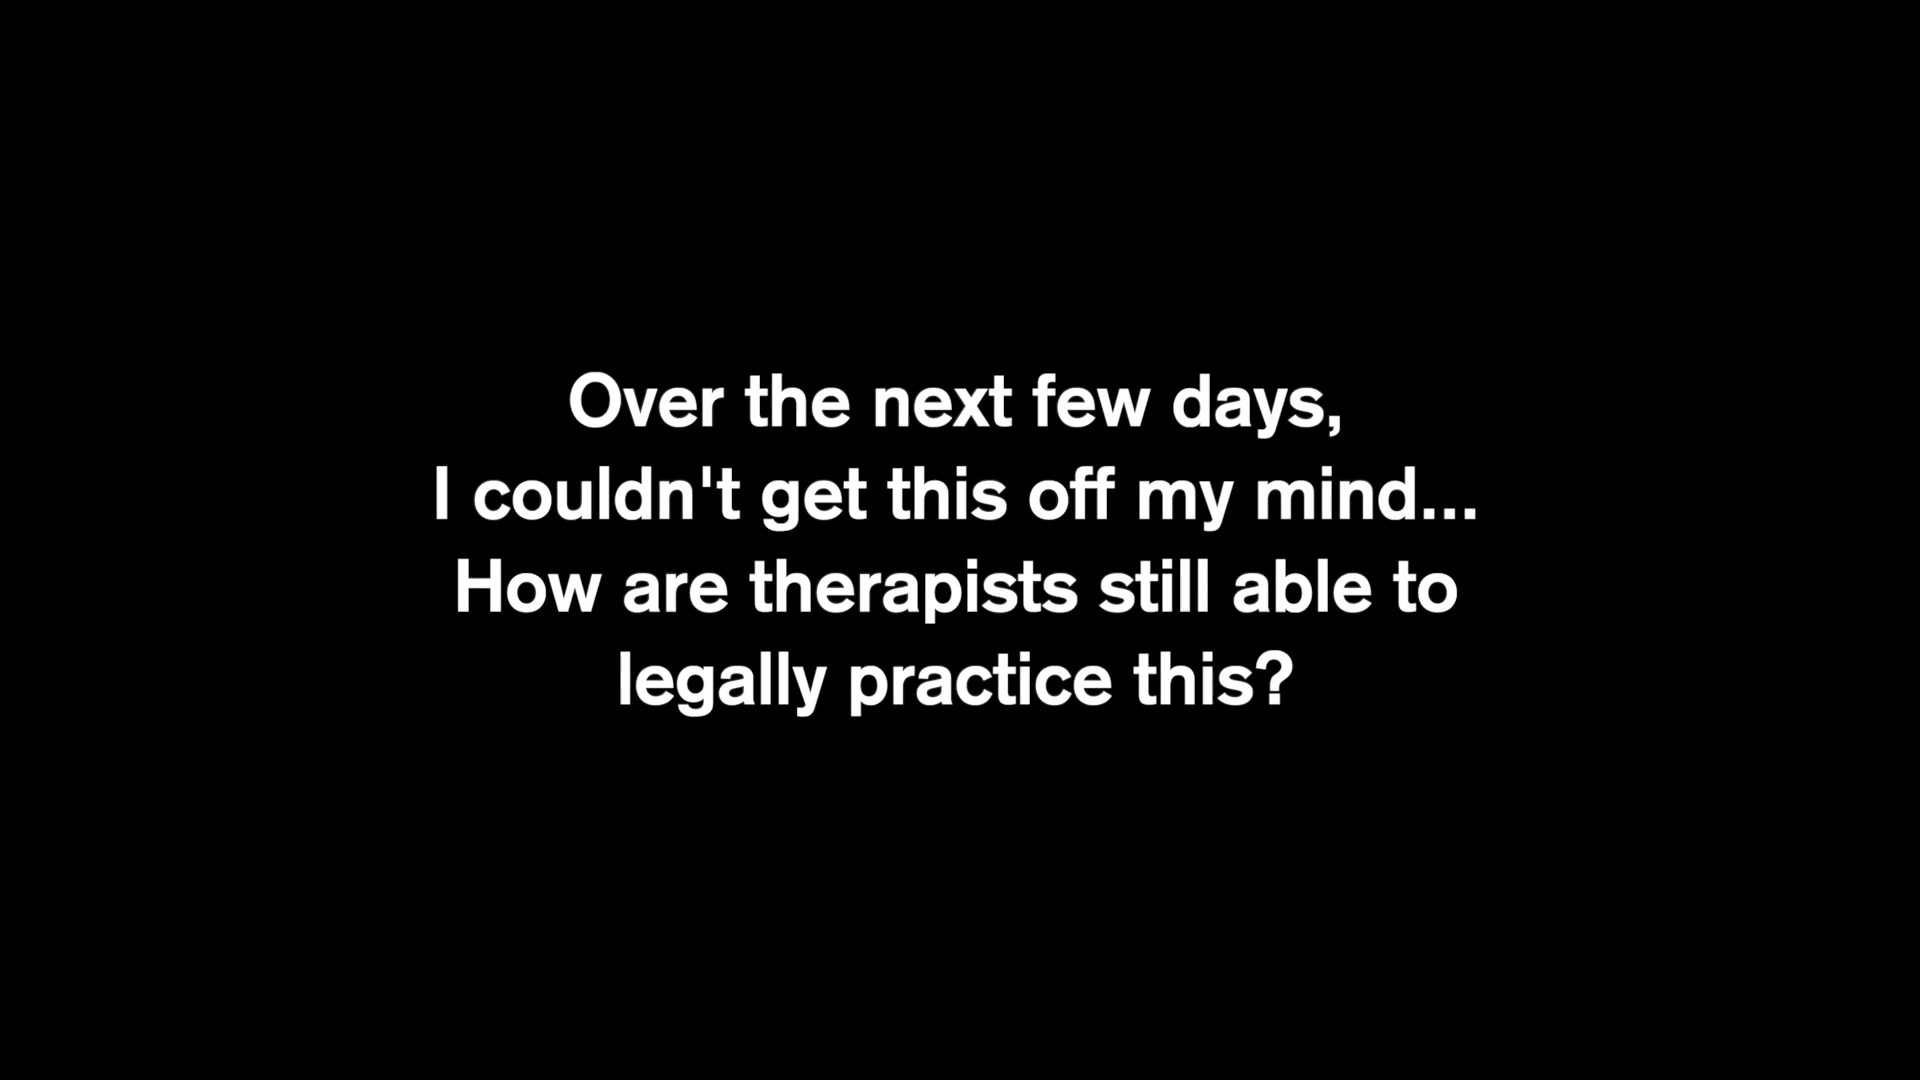 Over the next few days,
I couldn't get this off my mind...
How are therapists still able to
legally practice this?